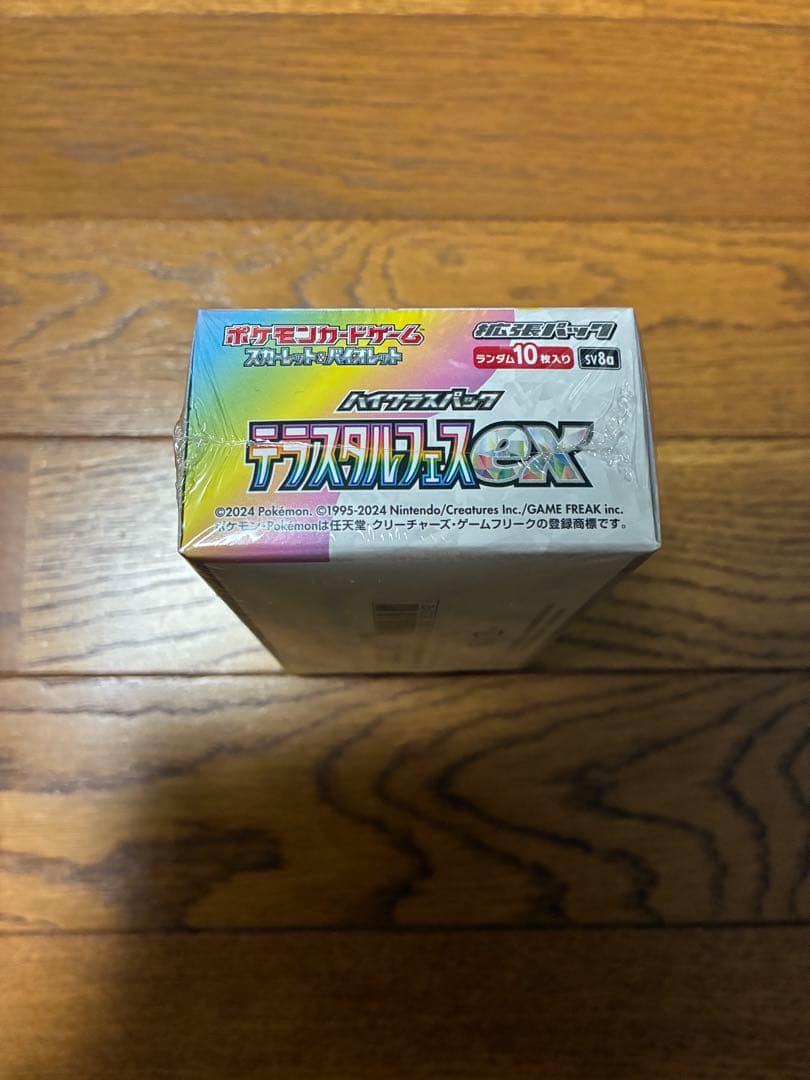 ポケモンカードゲーム 拡張パック
スカーレット&バイオレット ランダム10枚入り SV8a
ハイクラスパック
テラスタルフェスex
©2024 Pokémon. ©1995-2024 Nintendo/Creatures Inc./GAME FREAK inc.
ポケモン・Pokémonは任天堂・クリーチャーズ・ゲームフリークの登録商標です。